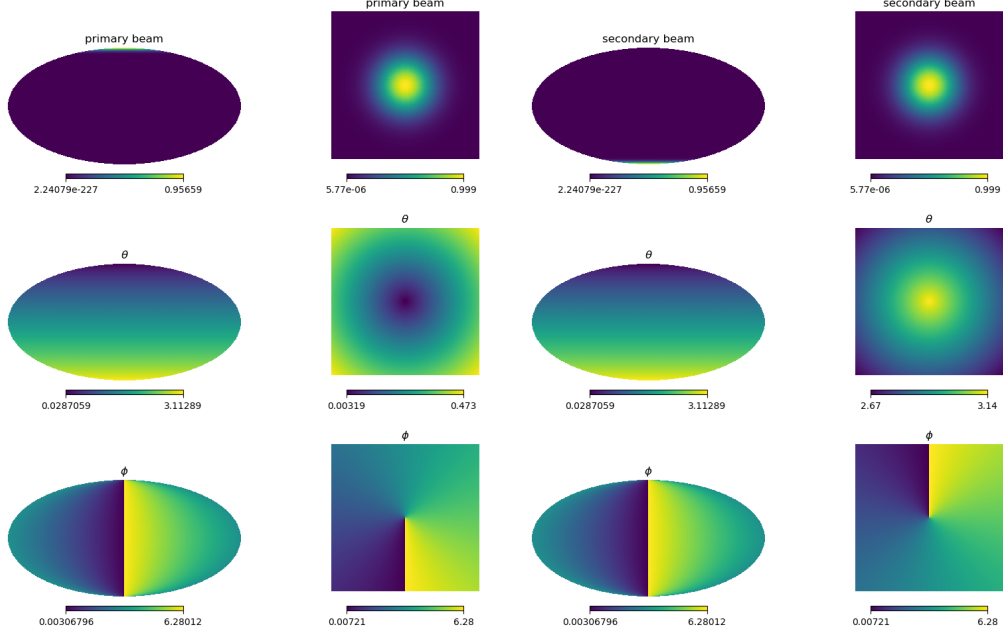 primary beam
primary beam
secondary beam
secondary beam
2.24079e-227 0.95659
5.77e-06 0.999
2.24079e-227 0.95659
5.77e-06 0.999
θ
θ
θ
θ
0.0287059 3.11289
0.00319 0.473
0.0287059 3.11289
2.67 3.14
ϕ
ϕ
ϕ
ϕ
0.00306796 6.28012
0.00721 6.28
0.00306796 6.28012
0.00721 6.28